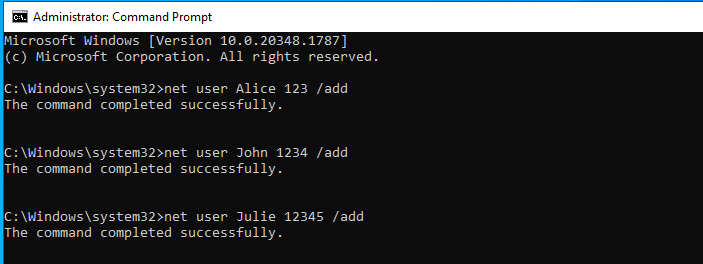 Administrator: Command Prompt
Microsoft Windows [Version 10.0.20348.1787]
(c) Microsoft Corporation. All rights reserved.
C:\Windows\system32>net user Alice 123 /add
The command completed successfully.
C:\Windows\system32>net user John 1234 /add
The command completed successfully.
C:\Windows\system32>net user Julie 12345 /add
The command completed successfully.